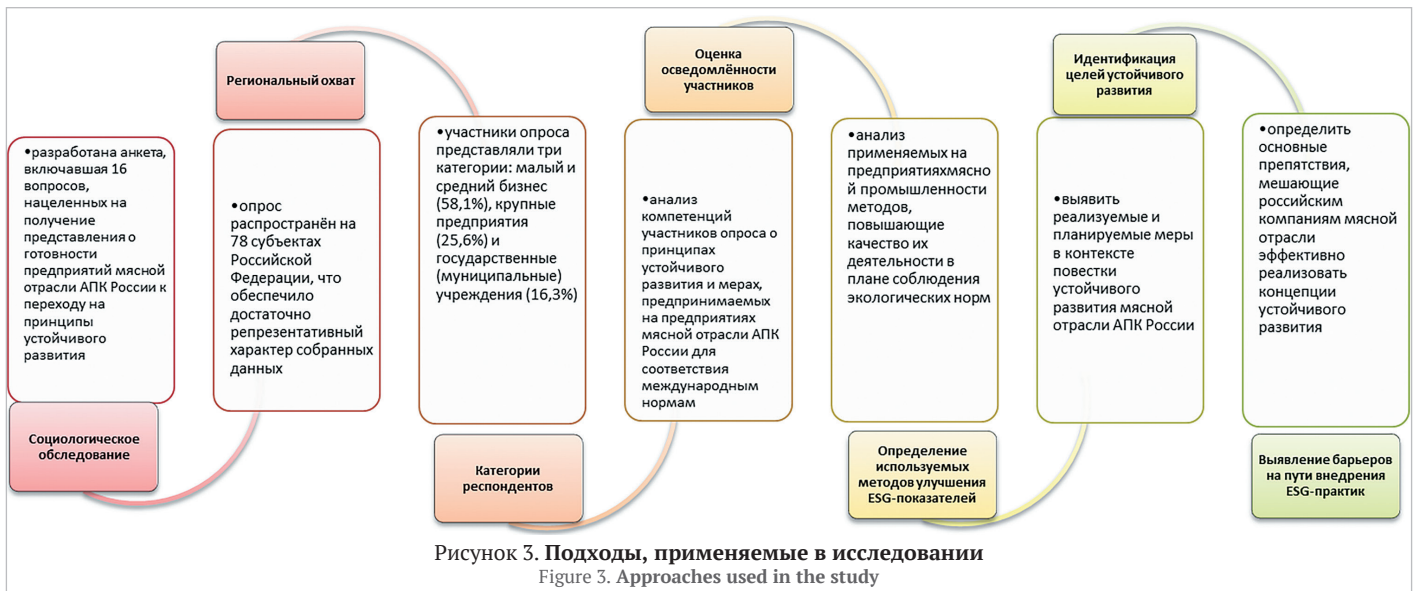 •разработана анкета,
включавшая 16
вопросов,
нацеленных на
получение
представления о
готовности
предприятий мясной
отрасли АПК России к
переходу на
принципы
устойчивого
развития
Социологическое
обследование
Региональный охват
•опрос
распространён на
78 субъектах
Российской
Федерации, что
обеспечило
достаточно
репрезентативный
характер собранных
данных
•участники опроса
представляли три
категории: малый и
средний бизнес
(58,1%), крупные
предприятия
(25,6%) и
государственные
(муниципальные)
учреждения (16,3%)
Категории
респондентов
Оценка
осведомлённости
участников
•анализ
компетенций
участников опроса о
принципах
устойчивого
развития и мерах,
предпринимаемых
на предприятиях
мясной отрасли АПК
России для
соответствия
международным
нормам
•анализ
применяемых на
предприятияхмясно
й промышленности
методов,
повышающие
качество их
деятельности в
плане соблюдения
экологических норм
Определение
используемых
методов улучшения
ESG-показателей
Идентификация
целей устойчивого
развития
•выявить
реализуемые и
планируемые меры
в контексте
повестки
устойчивого
развития мясной
отрасли АПК России
•определить
основные
препятствия,
мешающие
российским
компаниям мясной
отрасли
эффективно
реализовать
концепции
устойчивого
развития
Выявление барьеров
на пути внедрения
ESG-практик
Рисунок 3. Подходы, применяемые в исследовании
Figure 3. Approaches used in the study